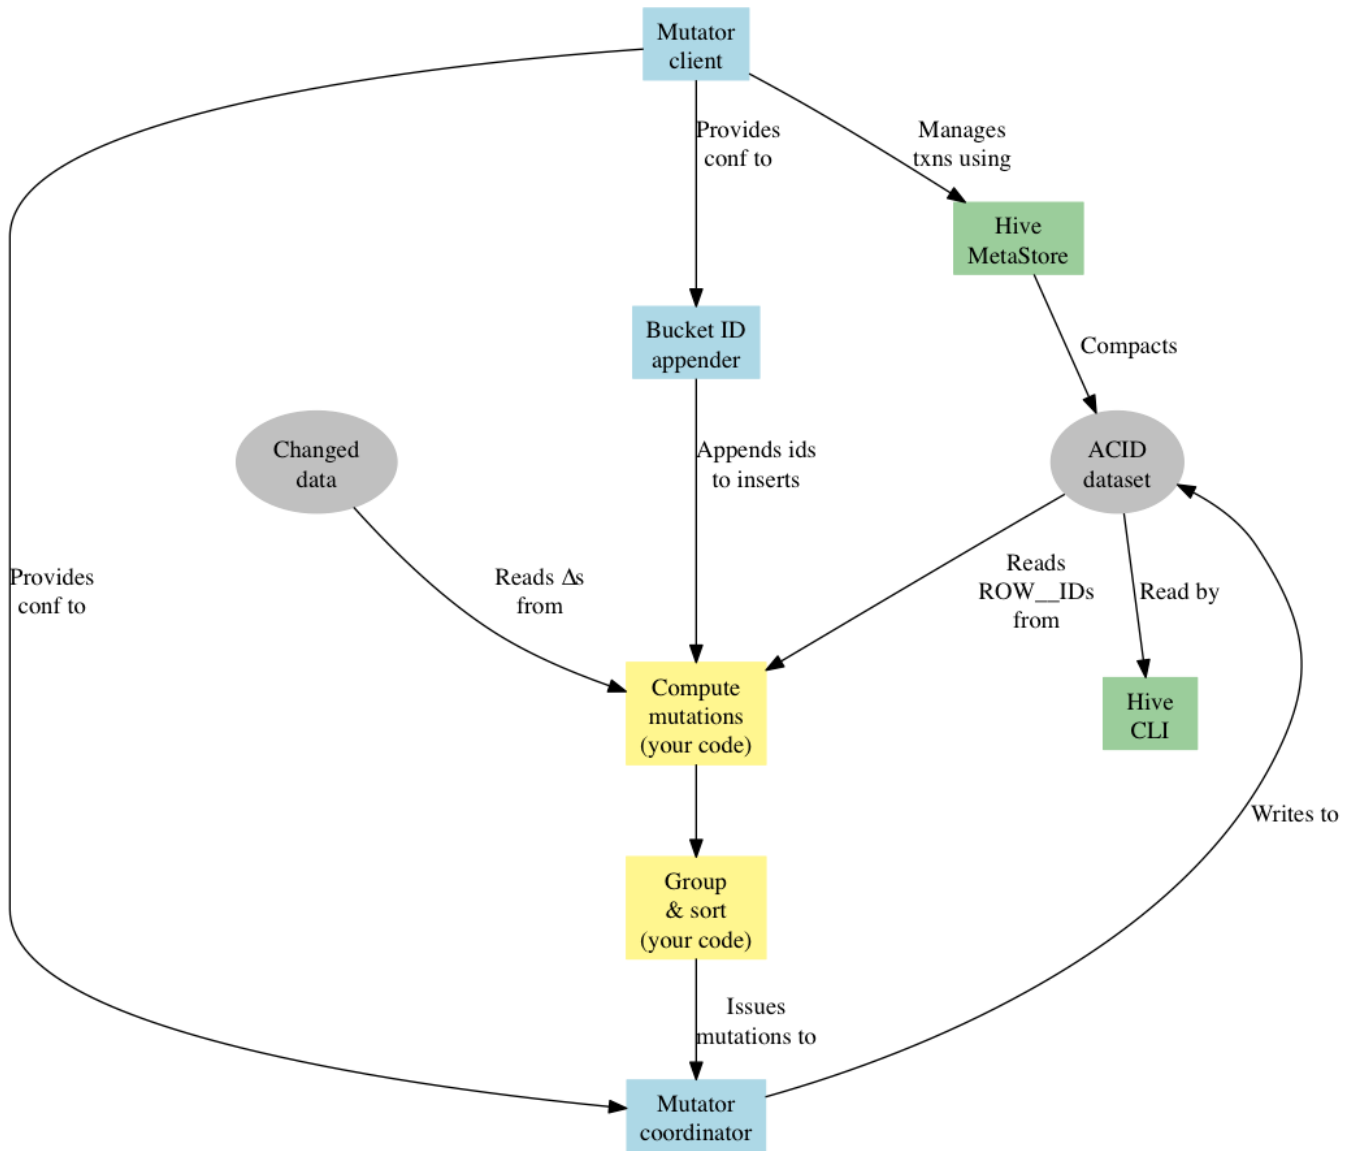 Mutator
client
Provides
conf to
Manages
txns using
Hive
MetaStore
Bucket ID
appender
Compacts
Changed
data
Appends ids
to inserts
ACID
dataset
Provides
conf to
Reads Δs
from
Reads
ROW__IDs
from
Read by
Compute
mutations
(your code)
Hive
CLI
Writes to
Group
& sort
(your code)
Issues
mutations to
Mutator
coordinator